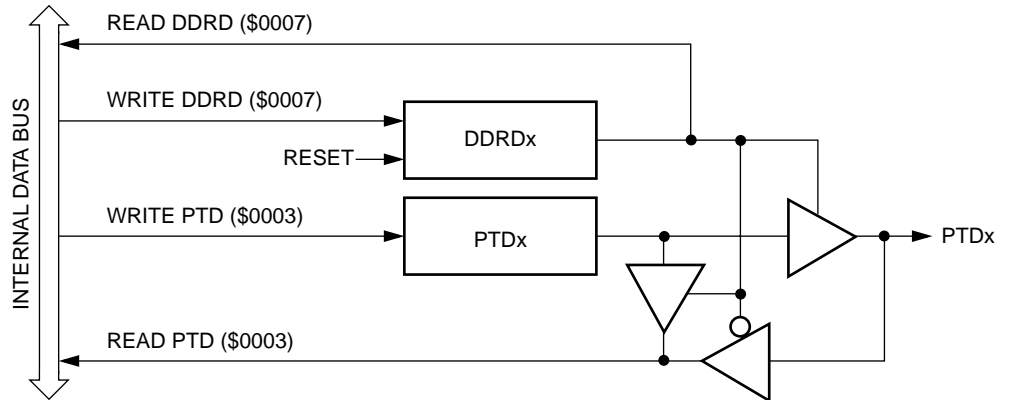 READ DDRD ($0007)
WRITE DDRD ($0007)
DDRDx
RESET
WRITE PTD ($0003)
PTDx
PTDx
READ PTD ($0003)
INTERNAL DATA BUS